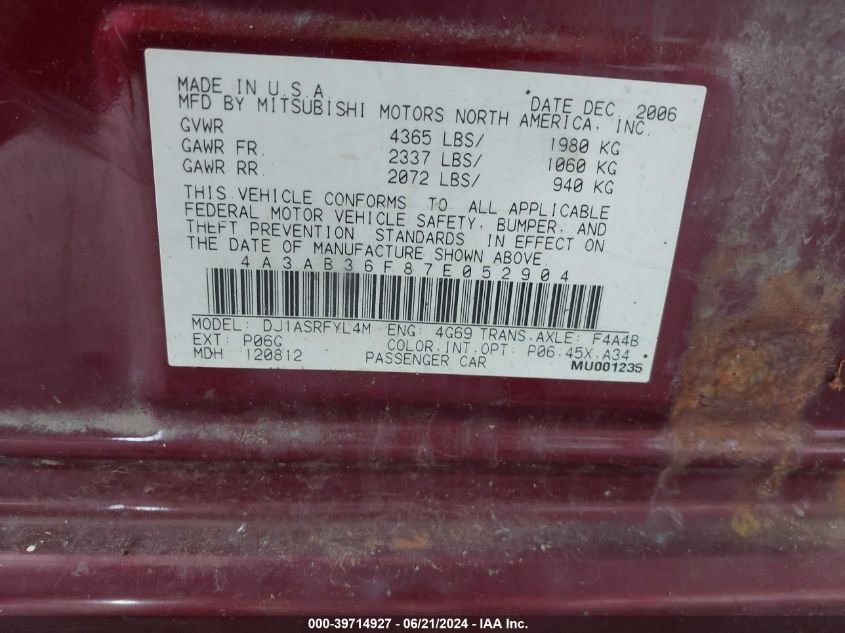 MADE IN U.S.A DATE DEC, 2006
MFD BY MITSUBISHI MOTORS NORTH AMERICA, INC.
GVWR 4365 LBS/ 1980 KG
GAWR FR. 2337 LBS/ 1060 KG
GAWR RR. 2072 LBS/ 940 KG
THIS VEHICLE CONFORMS TO ALL APPLICABLE
FEDERAL MOTOR VEHICLE SAFETY, BUMPER, AND
THEFT PREVENTION STANDARDS IN EFFECT ON
THE DATE OF MANUFACTURE SHOWN ABOVE.
4A3AB36F87E052904
MODEL: DJ1ASRFYL4M ENG: 4G69 TRANS.AXLE: F4A4B
EXT: P06G COLOR.INT.OPT: P06.45X.A34
MDH 120812 PASSENGER CAR MU001235
000-39714927 - 06/21/2024 - IAA Inc.